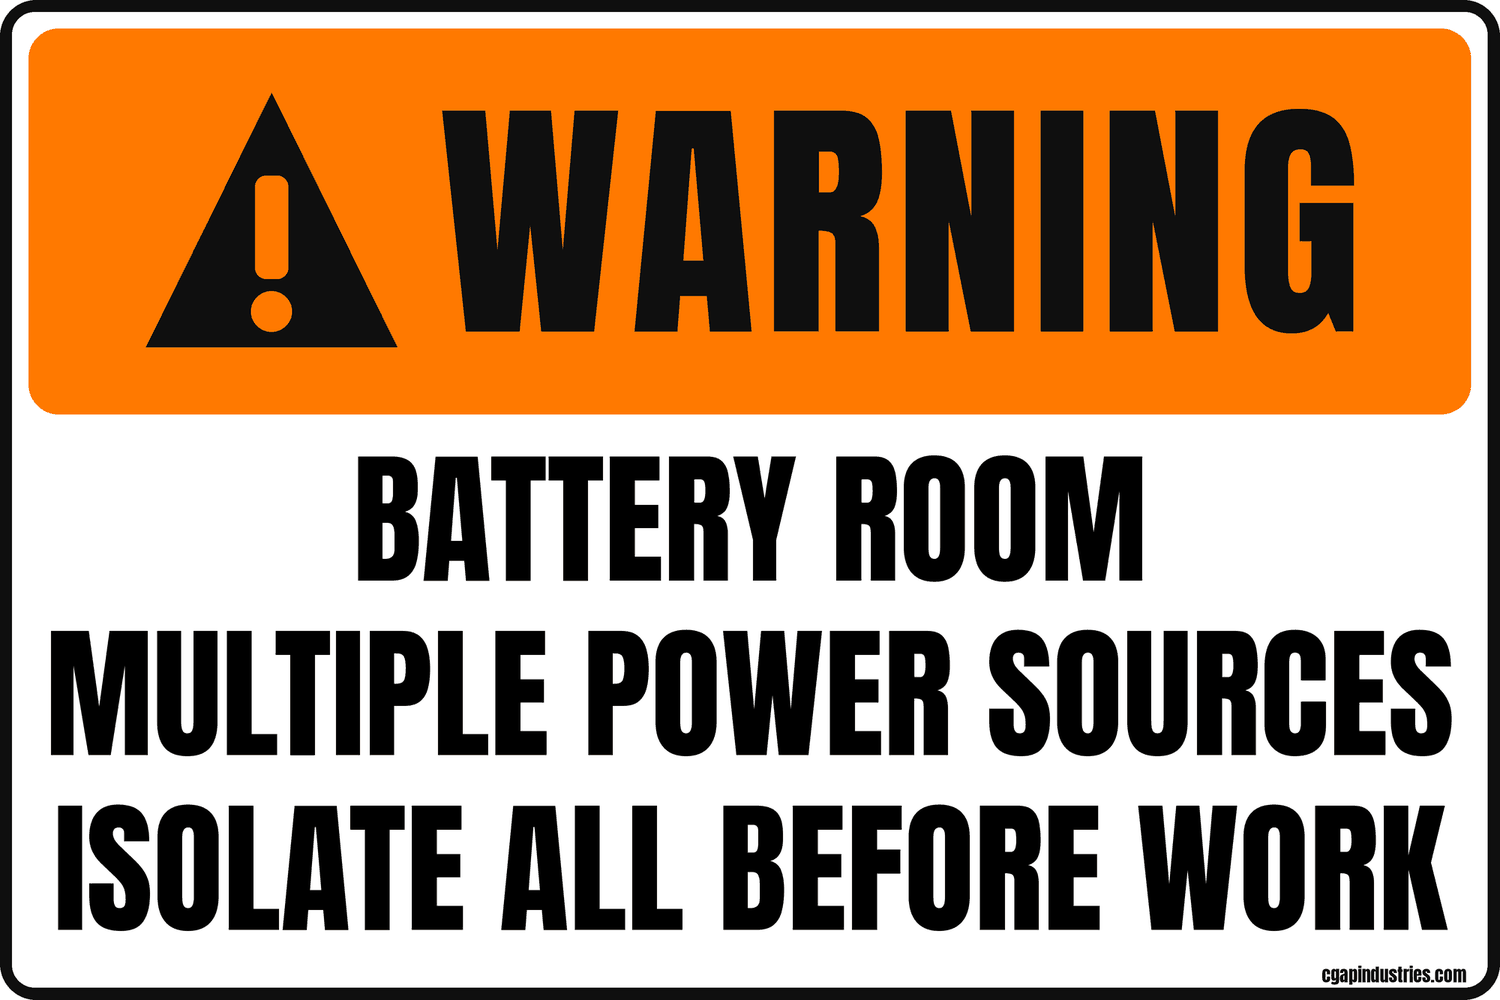 WARNING
BATTERY ROOM
MULTIPLE POWER SOURCES
ISOLATE ALL BEFORE WORK
cgapindustries.com